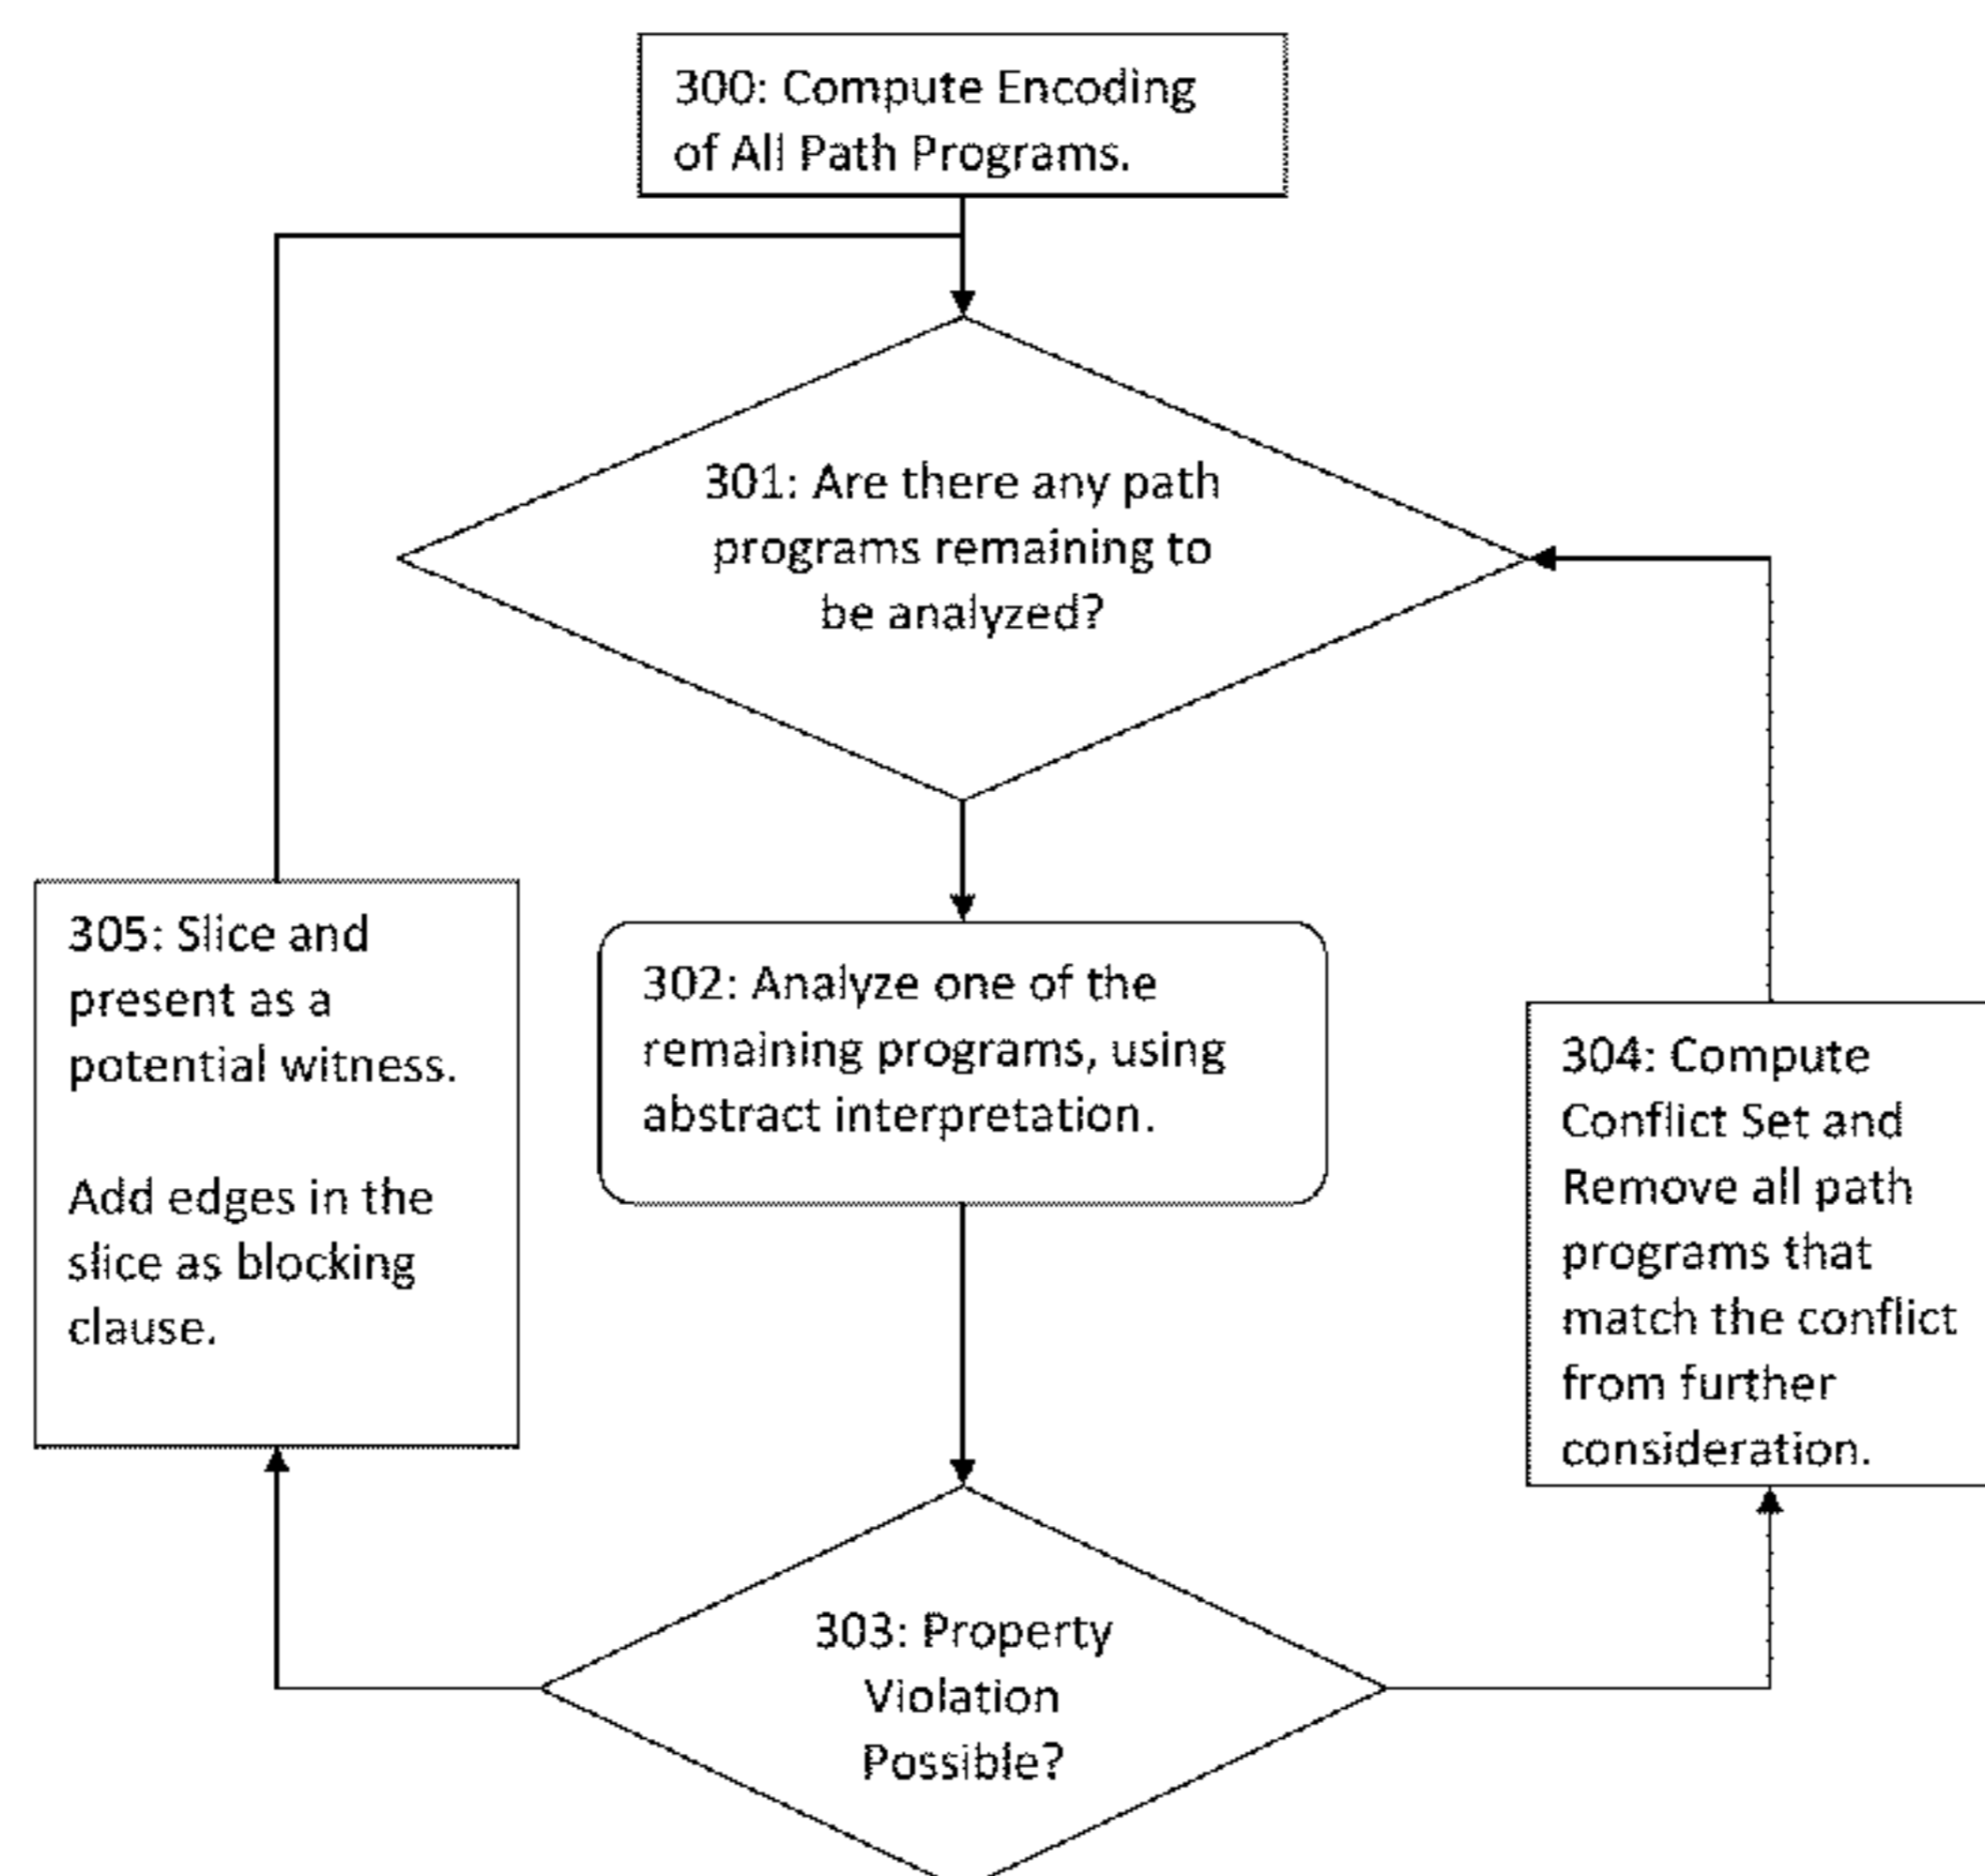 300: Compute Encoding
of All Path Programs.
301: Are there any path
programs remaining to
be analyzed?
305: Slice and
present as a
potential witness.
Add edges in the
slice as blocking
clause.
302: Analyze one of the
remaining programs, using
abstract interpretation.
304: Compute
Conflict Set and
Remove all path
programs that
match the conflict
from further
consideration.
303: Property
Violation
Possible?